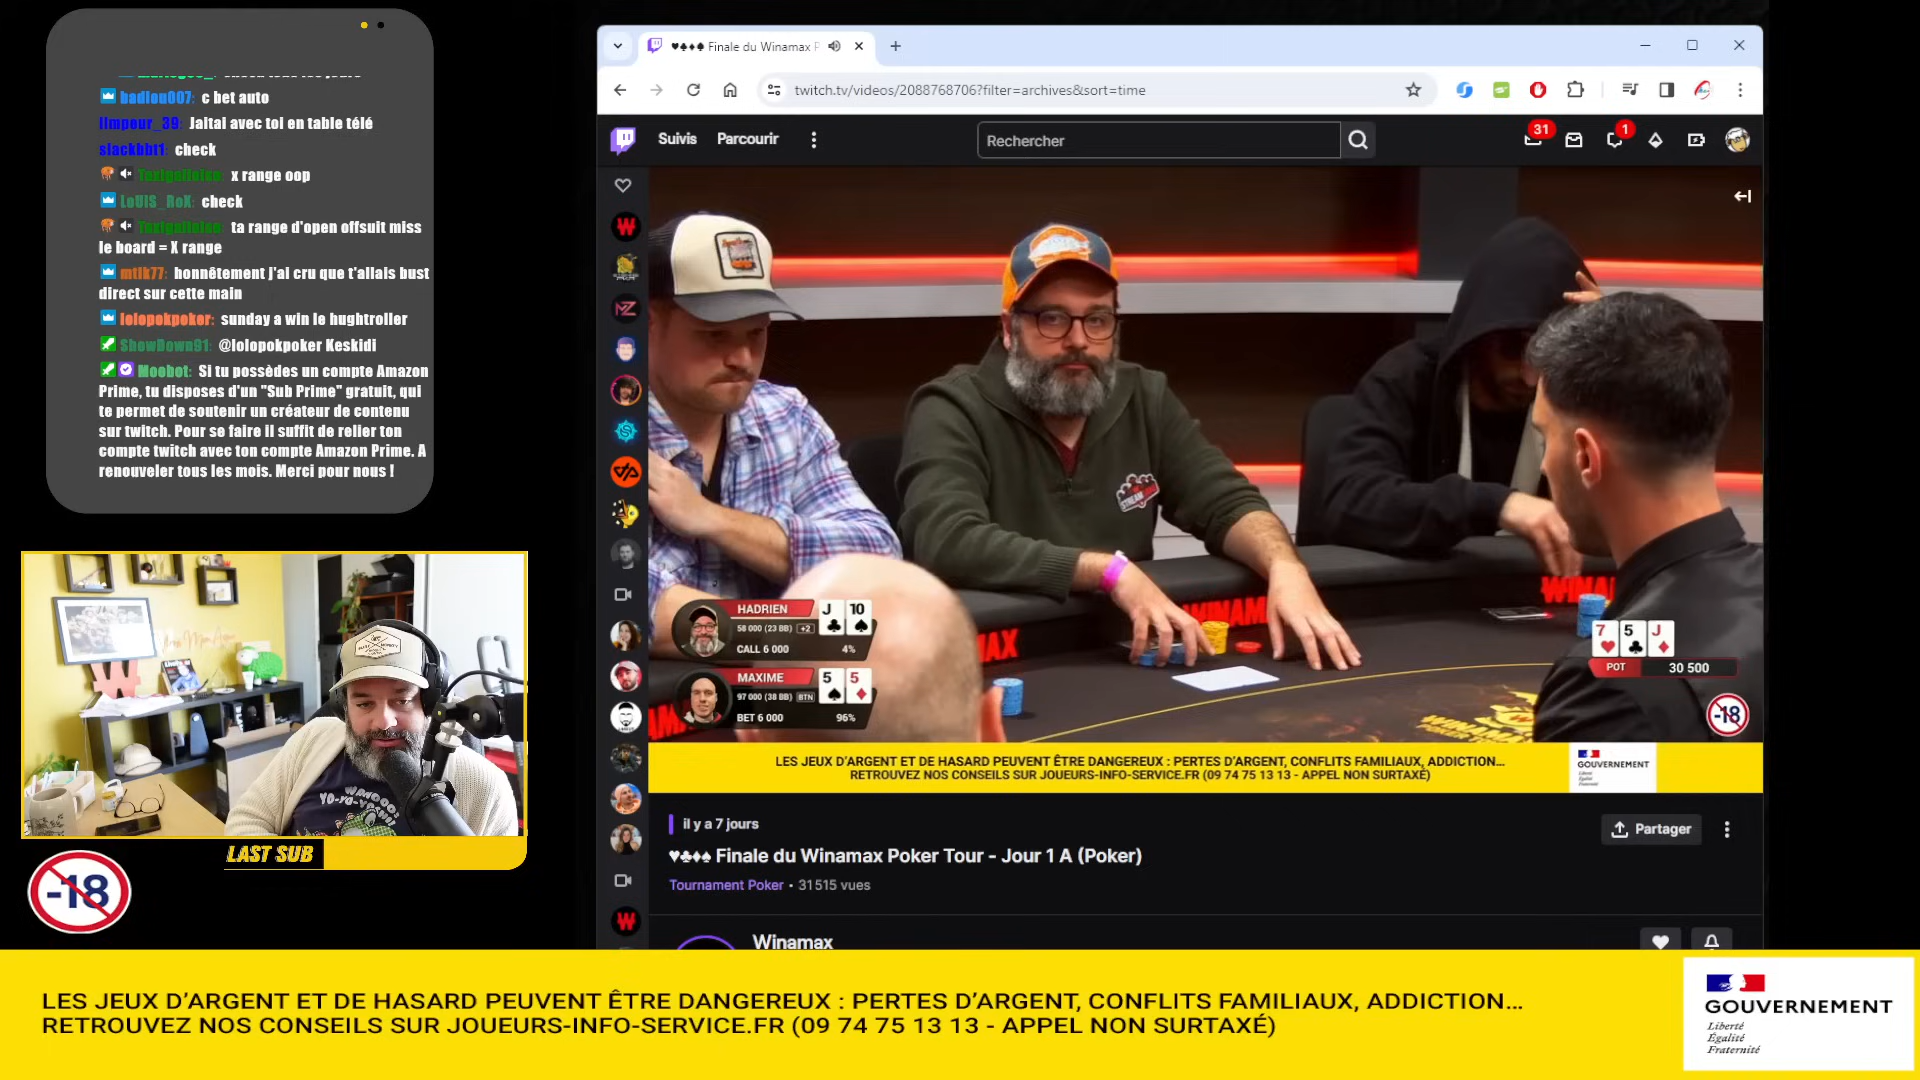 badlou007: c bet auto
limpeur_39: Jaitai avec toi en table télé
slackbbt1: check
x range oop
LoUIS_RoX: check
ta range d'open offsuit miss
le board = X range
mtik77: honnêtement j'ai cru que t'allais bust
direct sur cette main
lolopokpoker: sunday a win le hughtroller
ShowDown91: @lolopokpoker Keskidi
Moobot: Si tu possèdes un compte Amazon
Prime, tu disposes d'un "Sub Prime" gratuit, qui
te permet de soutenir un créateur de contenu
sur twitch. Pour se faire il suffit de relier ton
compte twitch avec ton compte Amazon Prime. A
renouveler tous les mois. Merci pour nous !
LAST SUB
-18
♥♣♦♠ Finale du Winamax P
twitch.tv/videos/2088768706?filter=archives&sort=time
Suivis Parcourir
Rechercher
31
1
STREAM
WINAMAX
HADRIEN
J 10
58 000 (23 BB) +2
CALL 6 000 4%
MAXIME
5 5
97 000 (38 BB) BTN
BET 6 000 96%
7 5 J
POT 30 500
-18
LES JEUX D'ARGENT ET DE HASARD PEUVENT ÊTRE DANGEREUX : PERTES D'ARGENT, CONFLITS FAMILIAUX, ADDICTION...
RETROUVEZ NOS CONSEILS SUR JOUEURS-INFO-SERVICE.FR (09 74 75 13 13 - APPEL NON SURTAXÉ)
GOUVERNEMENT
il y a 7 jours
Partager
♥♣♦♠ Finale du Winamax Poker Tour - Jour 1 A (Poker)
Tournament Poker • 31 515 vues
Winamax
LES JEUX D'ARGENT ET DE HASARD PEUVENT ÊTRE DANGEREUX : PERTES D'ARGENT, CONFLITS FAMILIAUX, ADDICTION...
RETROUVEZ NOS CONSEILS SUR JOUEURS-INFO-SERVICE.FR (09 74 75 13 13 - APPEL NON SURTAXÉ)
GOUVERNEMENT
Liberté
Égalité
Fraternité